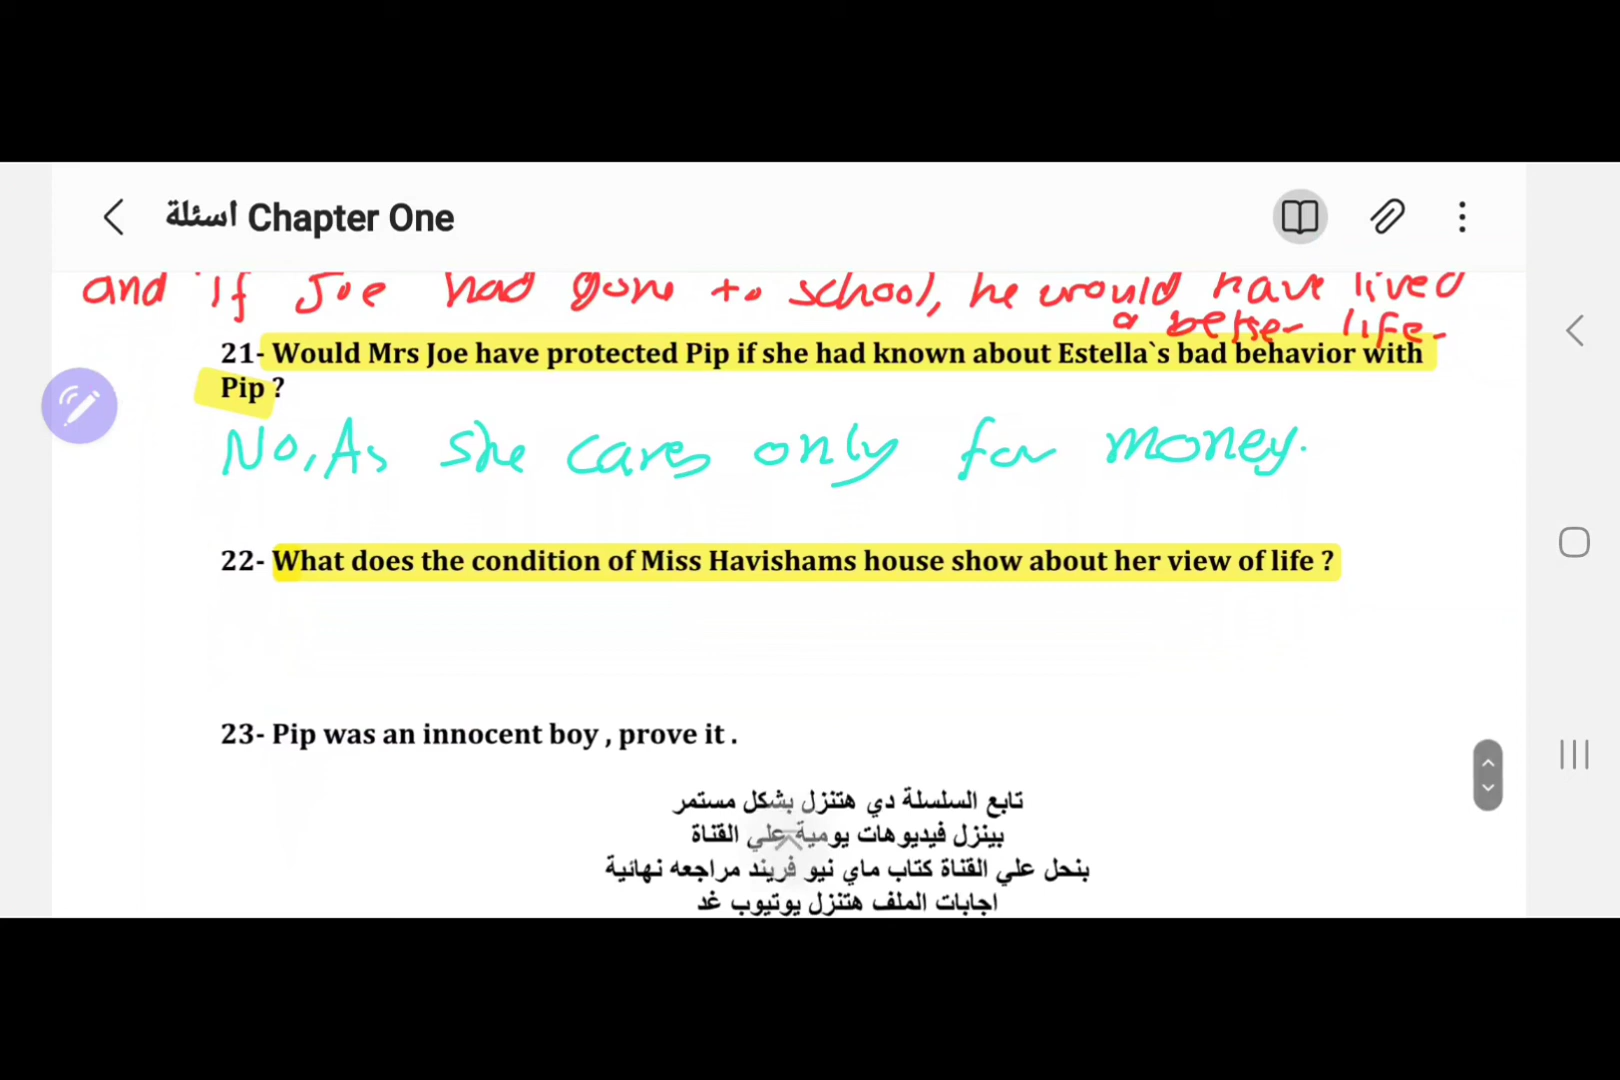 اسئلة Chapter One
and if Joe had gone to school, he would have lived
a better life.
21- Would Mrs Joe have protected Pip if she had known about Estella`s bad behavior with
Pip ?
No, As she cares only for money.
22- What does the condition of Miss Havishams house show about her view of life ?
23- Pip was an innocent boy , prove it .
تابع السلسلة دي هتنزل بشكل مستمر
بينزل فيديوهات يومية علي القناة
بنحل علي القناة كتاب ماي نيو فريند مراجعه نهائية
اجابات الملف هتنزل يوتيوب غد